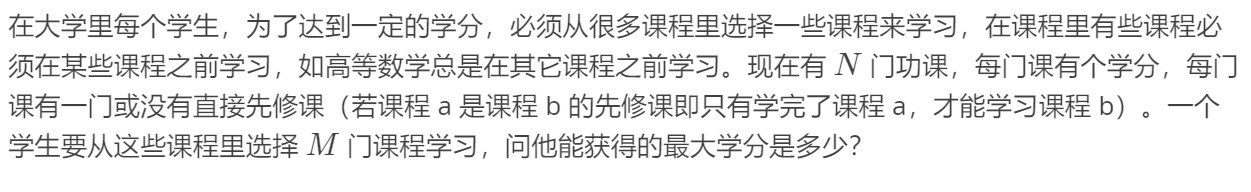 在大学里每个学生，为了达到一定的学分，必须从很多课程里选择一些课程来学习，在课程里有些课程必
须在某些课程之前学习，如高等数学总是在其它课程之前学习。现在有 N 门功课，每门课有个学分，每门
课有一门或没有直接先修课（若课程 a 是课程 b 的先修课即只有学完了课程 a，才能学习课程 b）。一个
学生要从这些课程里选择 M 门课程学习，问他能获得的最大学分是多少？